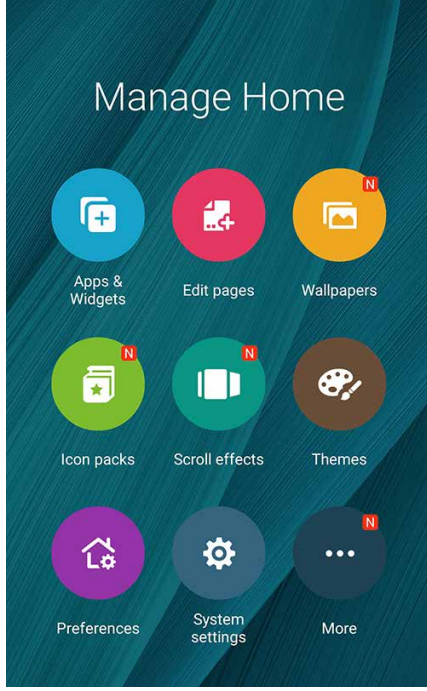 Manage Home
N
Apps &
Widgets
Edit pages
Wallpapers
N
N
Icon packs
Scroll effects
Themes
N
Preferences
System
settings
More